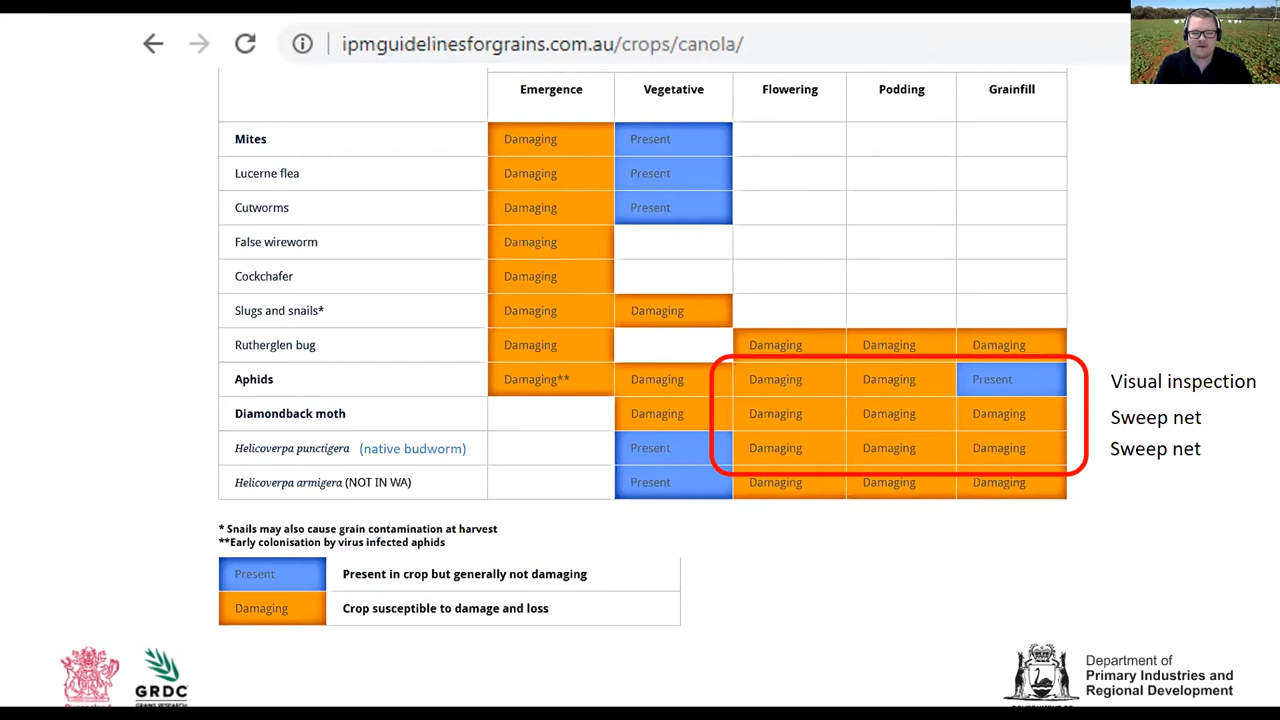 ipmguidelinesforgrains.com.au/crops/canola/
Emergence Vegetative Flowering Podding Grainfill
Mites Damaging Present
Lucerne flea Damaging Present
Cutworms Damaging Present
False wireworm Damaging
Cockchafer Damaging
Slugs and snails* Damaging Damaging
Rutherglen bug Damaging Damaging Damaging Damaging
Aphids Damaging** Damaging Damaging Damaging Present Visual inspection
Diamondback moth Damaging Damaging Damaging Damaging Sweep net
Helicoverpa punctigera (native budworm) Present Damaging Damaging Damaging Sweep net
Helicoverpa armigera (NOT IN WA) Present Damaging Damaging Damaging
* Snails may also cause grain contamination at harvest
**Early colonisation by virus infected aphids
Present Present in crop but generally not damaging
Damaging Crop susceptible to damage and loss
GRDC
Department of
Primary Industries and
Regional Development